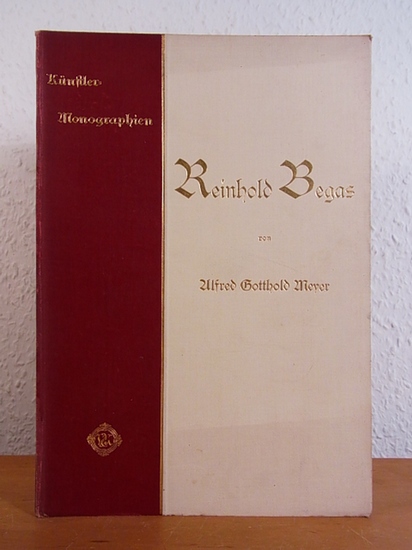 Künstler-
Monographien
Reinhold Begas
von
Alfred Gotthold Meyer